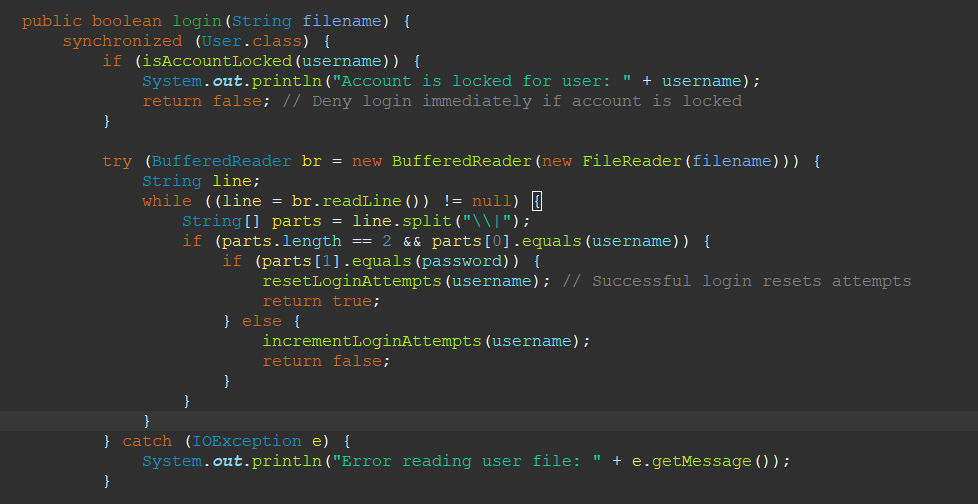 public boolean login(String filename) {
    synchronized (User.class) {
        if (isAccountLocked(username)) {
            System.out.println("Account is locked for user: " + username);
            return false; // Deny login immediately if account is locked
        }

        try (BufferedReader br = new BufferedReader(new FileReader(filename))) {
            String line;
            while ((line = br.readLine()) != null) {
                String[] parts = line.split("\\|");
                if (parts.length == 2 && parts[0].equals(username)) {
                    if (parts[1].equals(password)) {
                        resetLoginAttempts(username); // Successful login resets attempts
                        return true;
                    } else {
                        incrementLoginAttempts(username);
                        return false;
                    }
                }
            }
        } catch (IOException e) {
            System.out.println("Error reading user file: " + e.getMessage());
        }